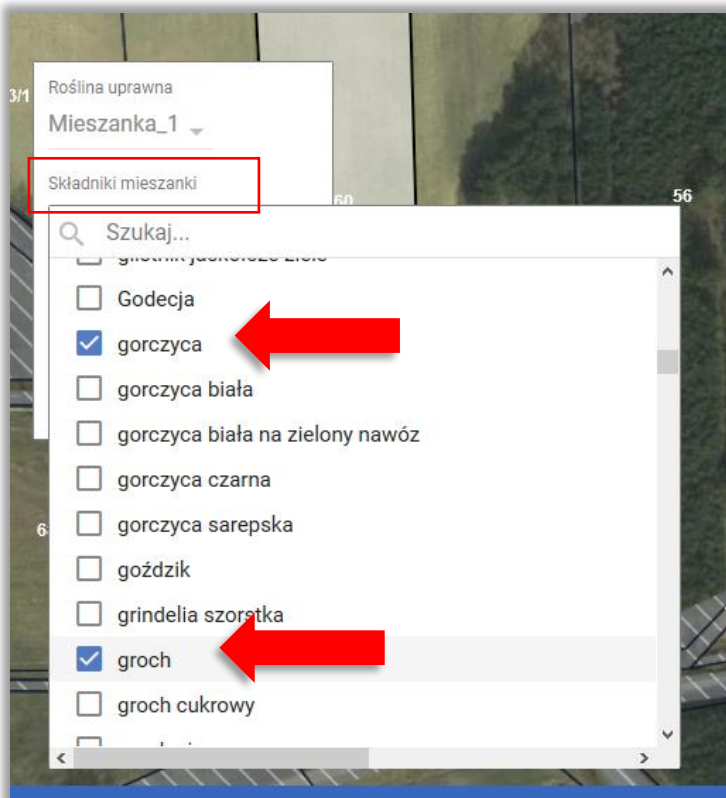 3/1
Roślina uprawna
Mieszanka_1
Składniki mieszanki
60
56
Szukaj...
Godecja
gorczyca
gorczyca biała
gorczyca biała na zielony nawóz
gorczyca czarna
gorczyca sarepska
goździk
grindelia szorstka
groch
groch cukrowy